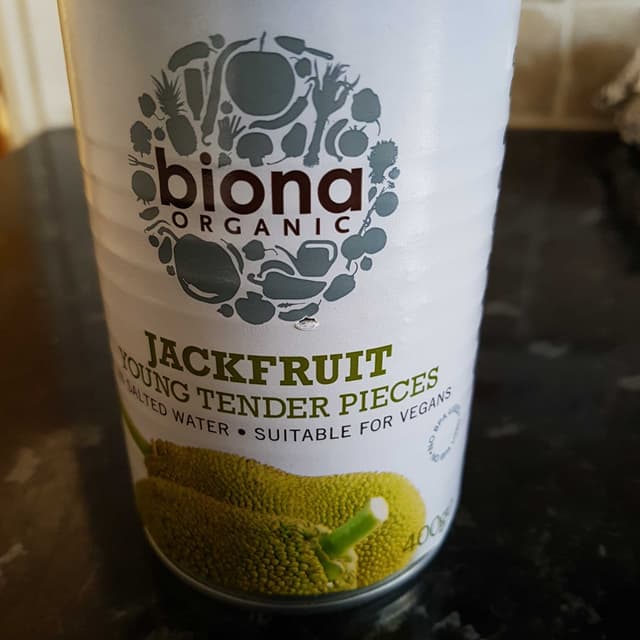 biona
ORGANIC
JACKFRUIT
YOUNG TENDER PIECES
SALTED WATER • SUITABLE FOR VEGANS
400g